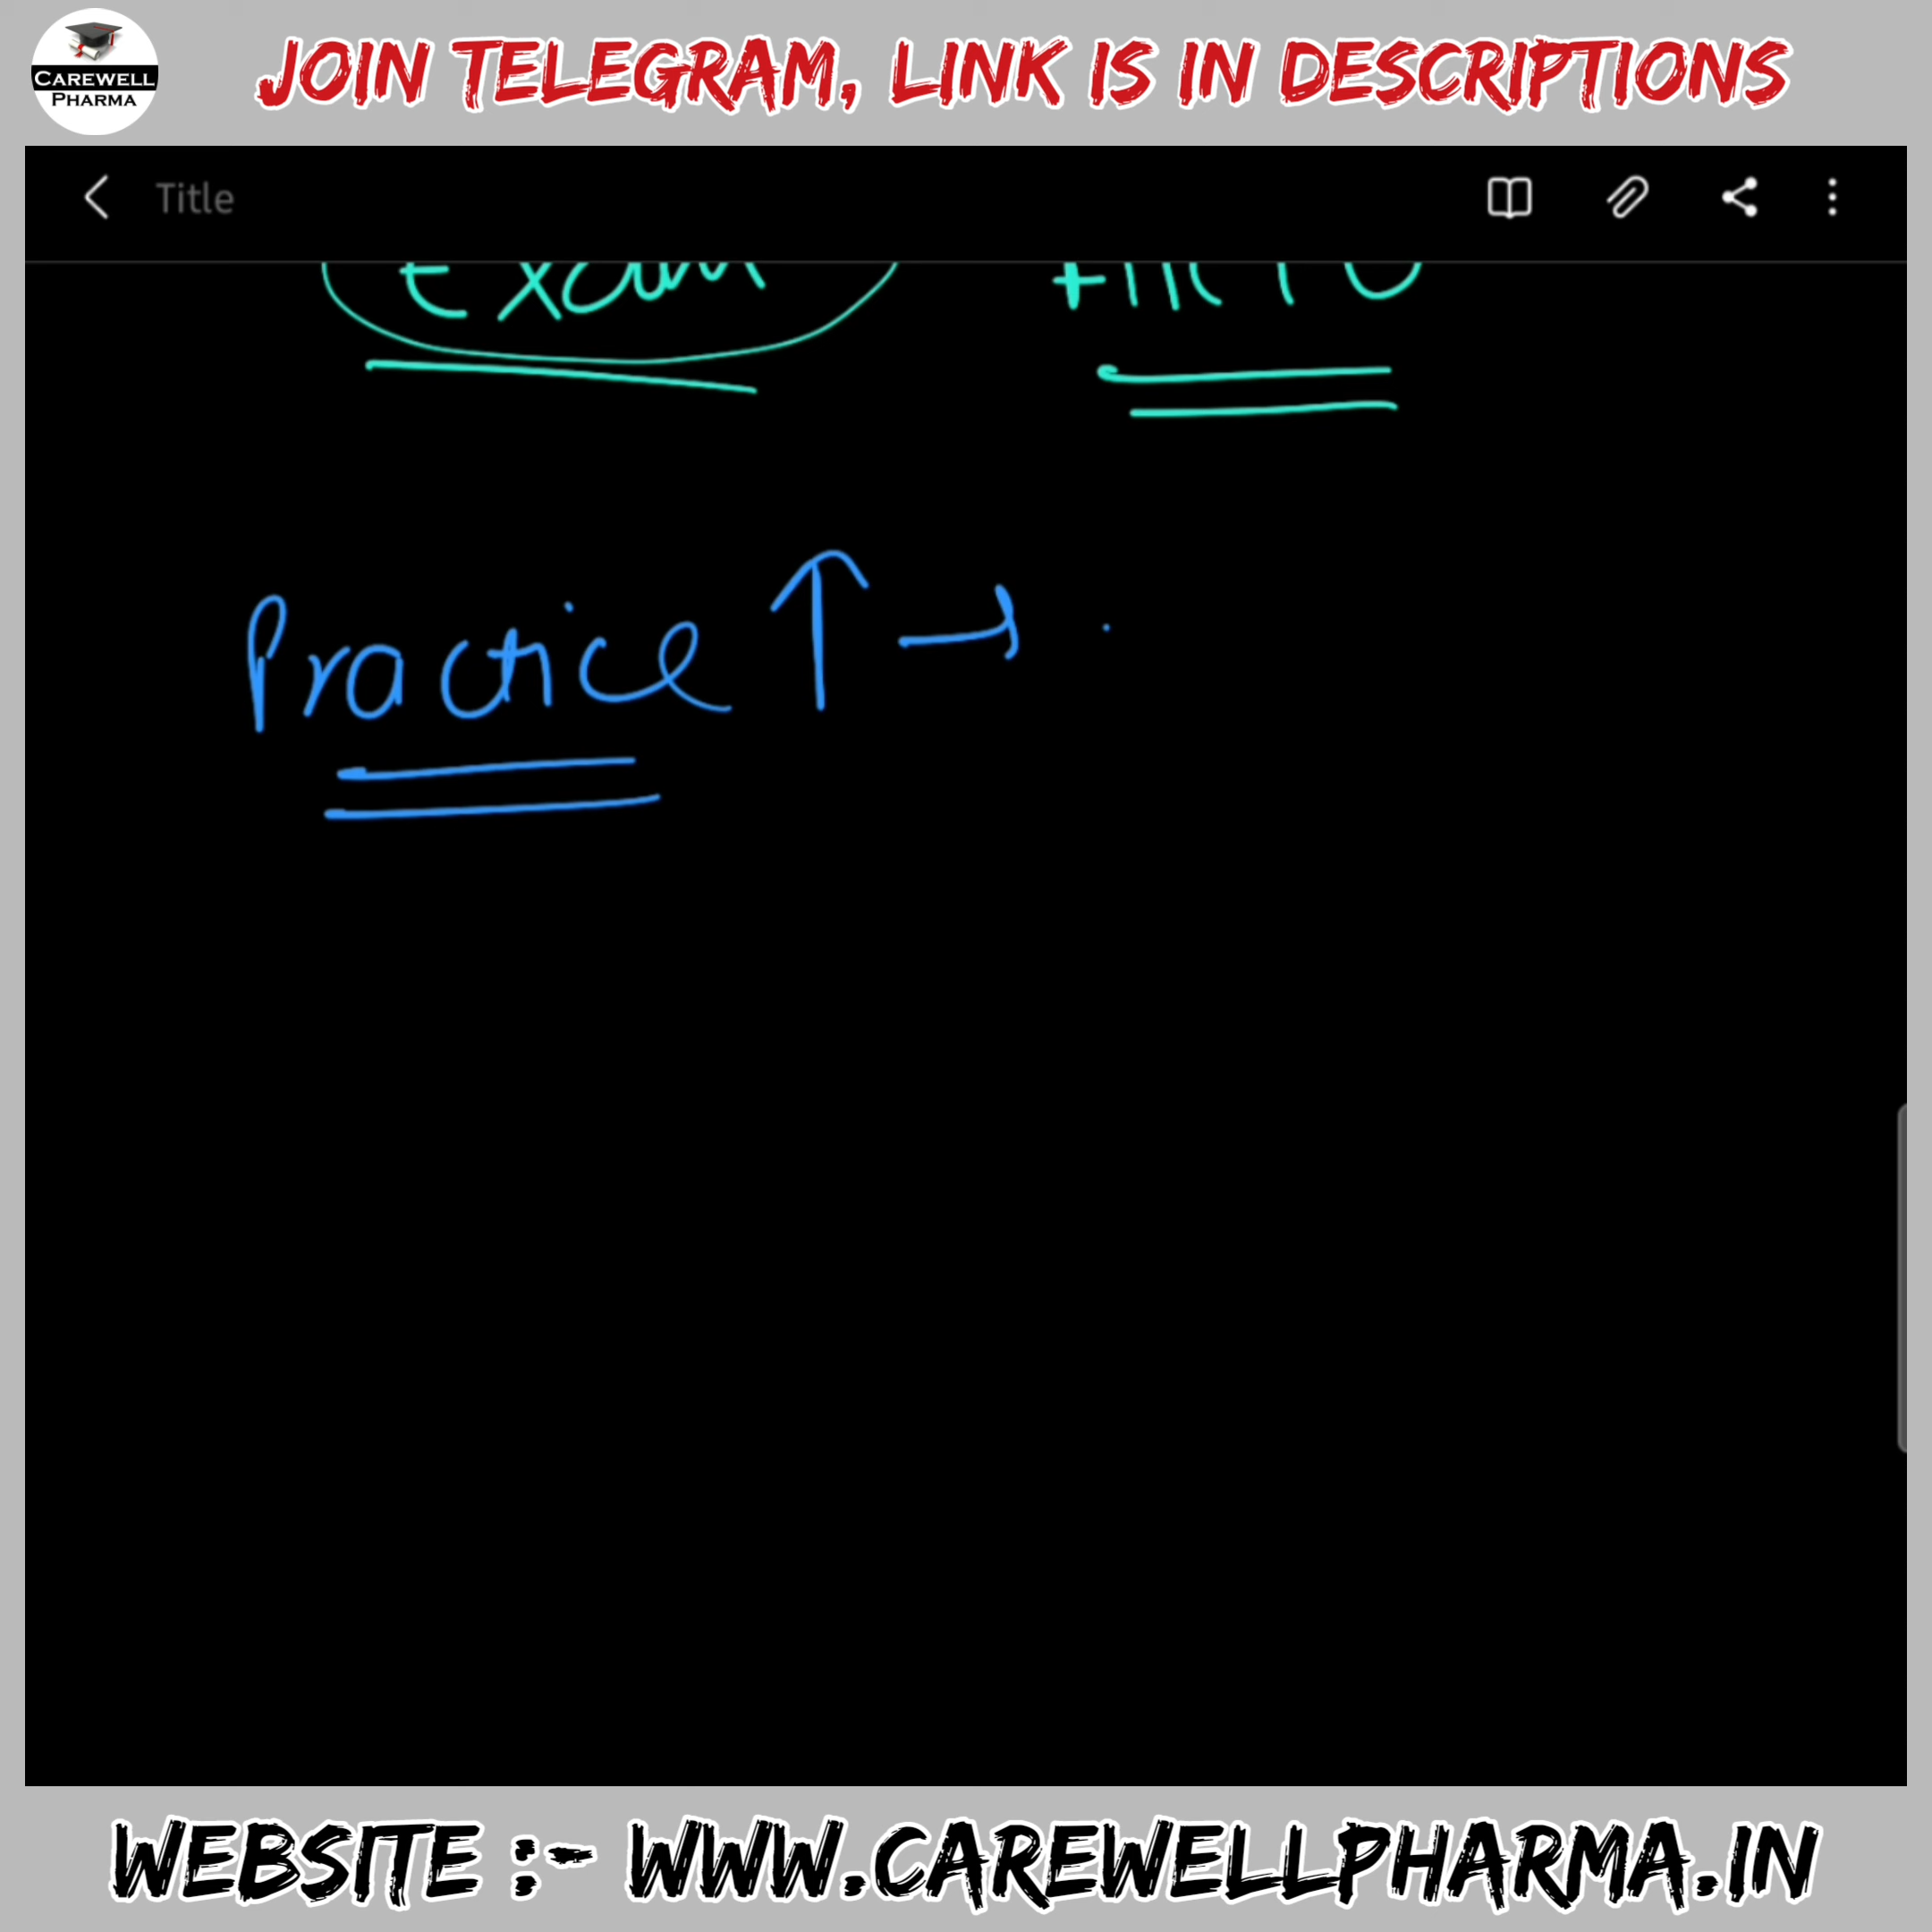 CAREWELL
PHARMA
JOIN TELEGRAM, LINK IS IN DESCRIPTIONS
Title
Exam
Practice ↑ →
WEBSITE :- WWW.CAREWELLPHARMA.IN